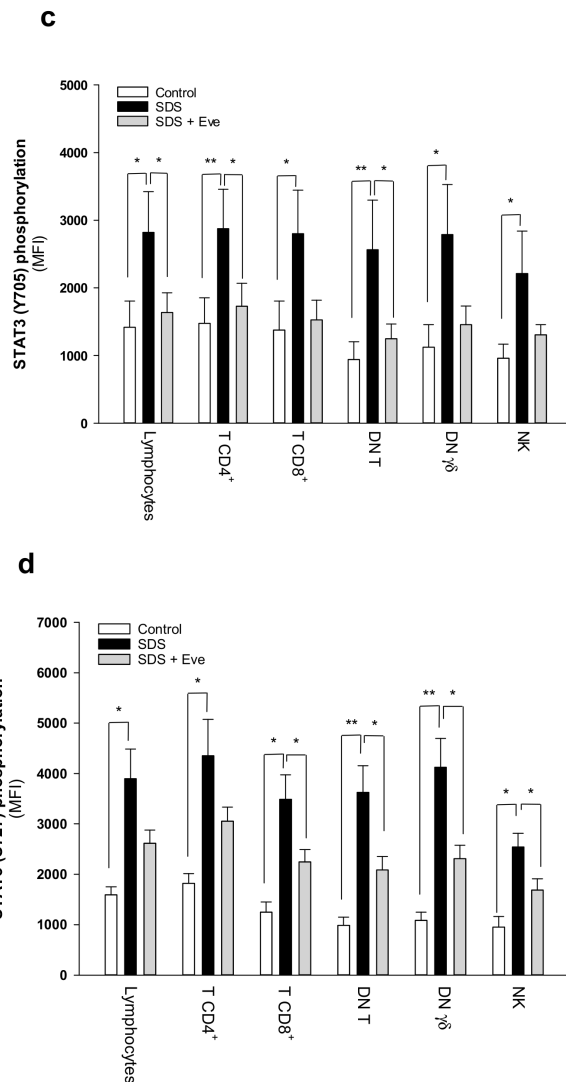 c
5000
4000
3000
2000
1000
0
STAT3 (Y705) phosphorylation
(MFI)
Control
SDS
SDS + Eve
* *
** *
*
** *
*
*
Lymphocytes
T CD4+
T CD8+
DN T
DN γδ
NK
d
7000
6000
5000
4000
3000
2000
1000
0
phosphorylation
(MFI)
Control
SDS
SDS + Eve
*
*
* *
** *
** *
* *
Lymphocytes
T CD4+
T CD8+
DN T
DN γδ
NK